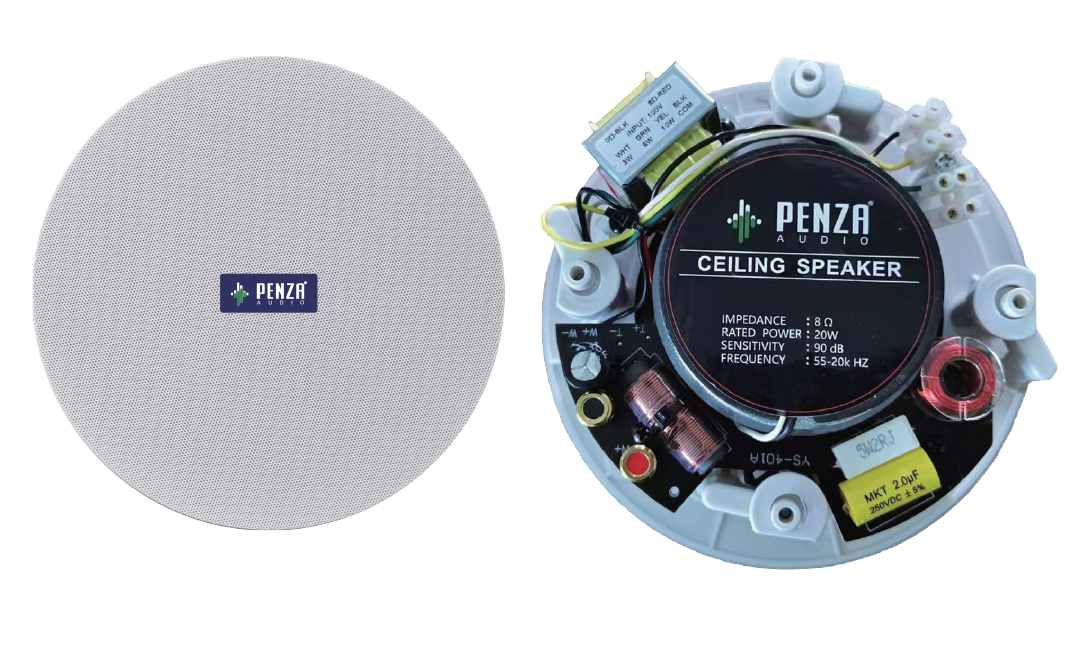 PENZA
AUDIO
0Ω-BLK 8Ω-RED
INPUT: 100V
WHT GRN YEL BLK
3W 6W 10W COM
PENZA®
AUDIO
CEILING SPEAKER
IMPEDANCE : 8 Ω
RATED POWER : 20W
SENSITIVITY : 90 dB
FREQUENCY : 55-20k HZ
W- W+ T- T+
YS-401A
5W2RJ
MKT 2.0µF
250VDC ± 5%